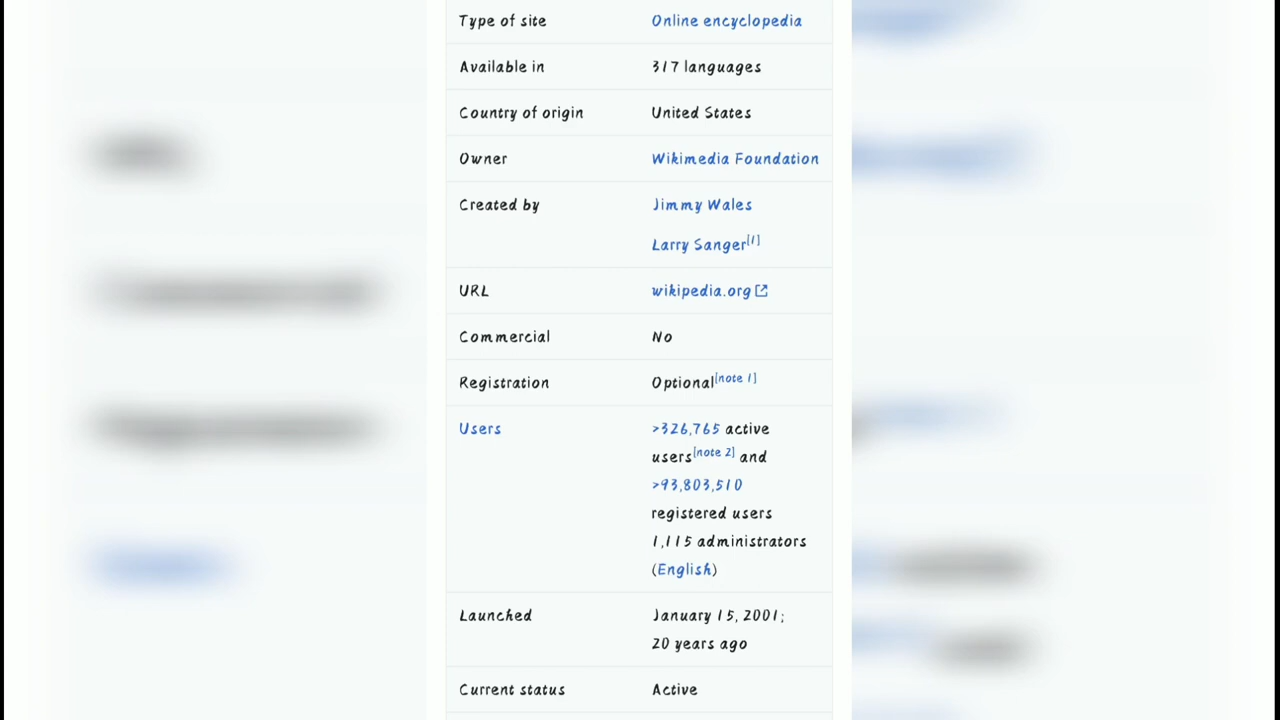 Type of site Online encyclopedia
Available in 317 languages
Country of origin United States
Owner Wikimedia Foundation
Created by Jimmy Wales
Larry Sanger[1]
URL wikipedia.org
Commercial No
Registration Optional[note 1]
Users >326,765 active
users[note 2] and
>93,803,510
registered users
1,115 administrators
(English)
Launched January 15, 2001;
20 years ago
Current status Active